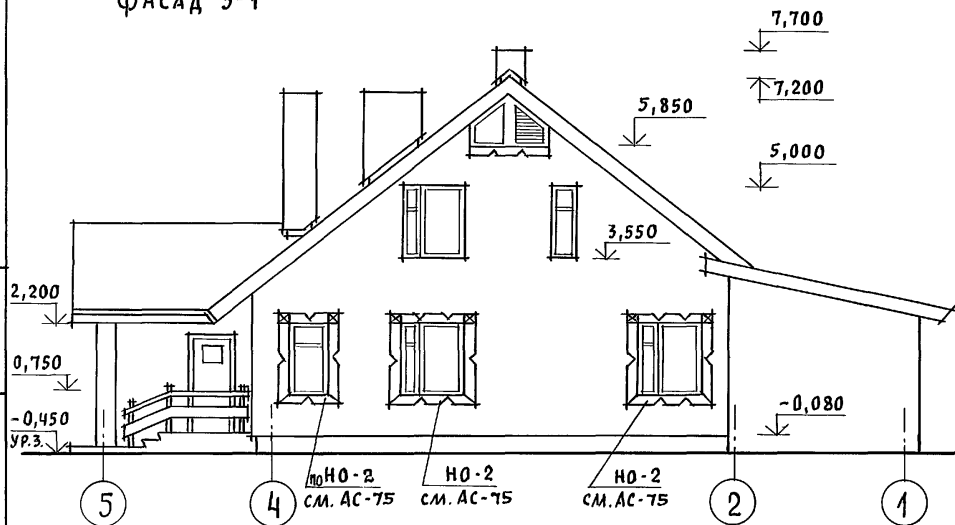 ФАСАД 5-1
7,700
7,200
5,850
5,000
3,550
2,200
0,750
-0,450
УР.З.
-0,080
по НО-2
СМ. АС-75
НО-2
СМ. АС-75
НО-2
СМ. АС-75
5
4
2
1